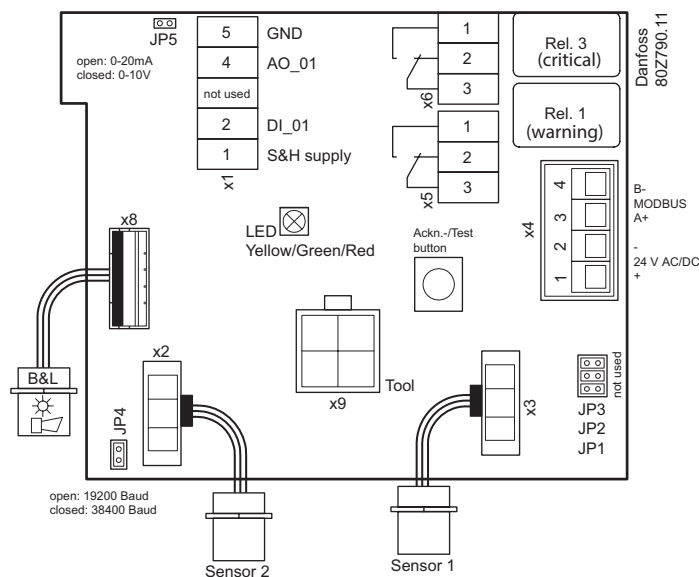 JP5
open: 0-20mA
closed: 0-10V
5 GND
4 AO_01
not used
2 DI_01
1 S&H supply
x1
1
2
3
x6
1
2
3
x5
Rel. 3
(critical)
Rel. 1
(warning)
Danfoss
80Z790.11
x4
4
3
2
1
B-
MODBUS
A+
-
24 V AC/DC
+
x8
LED
Yellow/Green/Red
Ackn.-/Test
button
B&L
x2
x9
Tool
x3
not used
JP3
JP2
JP1
JP4
open: 19200 Baud
closed: 38400 Baud
Sensor 2
Sensor 1